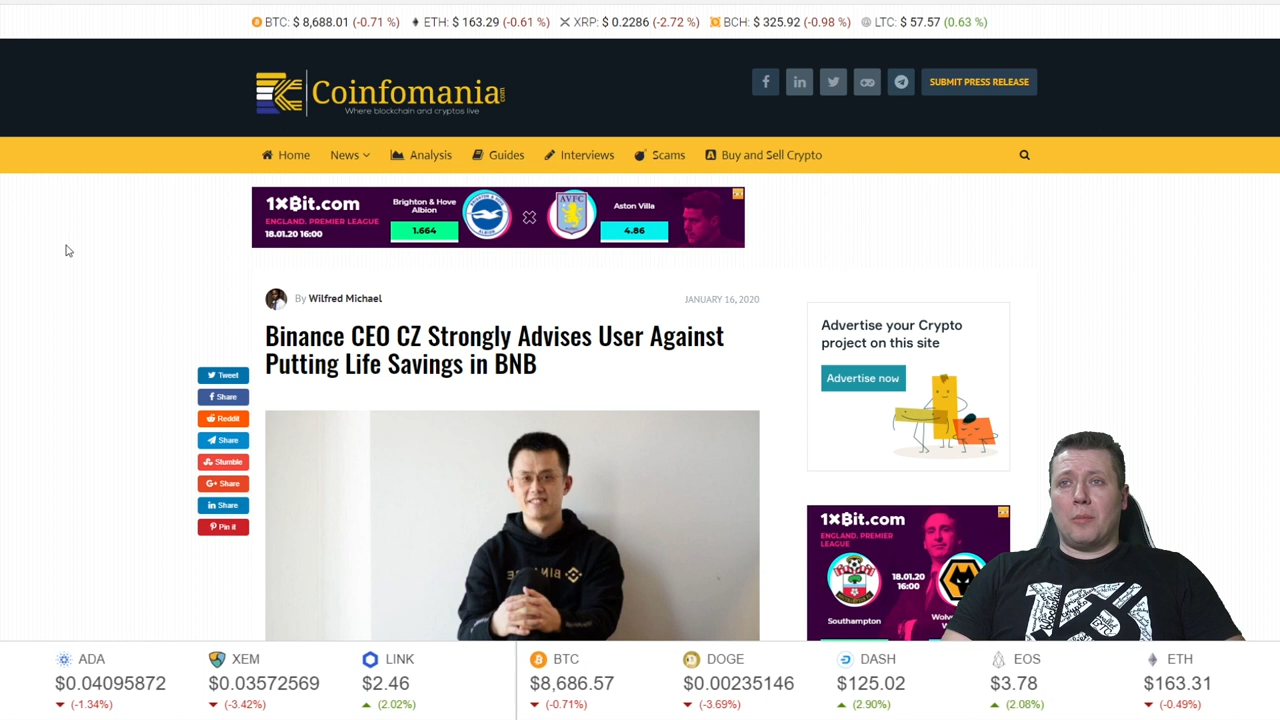 BTC: $ 8,688.01 (-0.71 %) ETH: $ 163.29 (-0.61 %) XRP: $ 0.2286 (-2.72 %) BCH: $ 325.92 (-0.98 %) LTC: $ 57.57 (0.63 %)
Coinfomania.com
Where blockchain and cryptos live
SUBMIT PRESS RELEASE
Home News Analysis Guides Interviews Scams Buy and Sell Crypto
1xBit.com
ENGLAND. PREMIER LEAGUE
18.01.20 16:00
Brighton & Hove
Albion
1.664
AVFC
Aston Villa
4.86
By Wilfred Michael
JANUARY 16, 2020
Binance CEO CZ Strongly Advises User Against
Putting Life Savings in BNB
Tweet
Share
Reddit
Share
Stumble
G+ Share
in Share
Pin it
Advertise your Crypto
project on this site
Advertise now
1xBit.com
ENGLAND. PREMIER
LEAGUE
18.01.20
16:00
Southampton
ADA XEM LINK BTC DOGE DASH EOS ETH
$0.04095872 $0.03572569 $2.46 $8,686.57 $0.00235146 $125.02 $3.78 $163.31
(-1.34%) (-3.42%) (2.02%) (-0.71%) (-3.69%) (2.90%) (2.08%) (-0.49%)